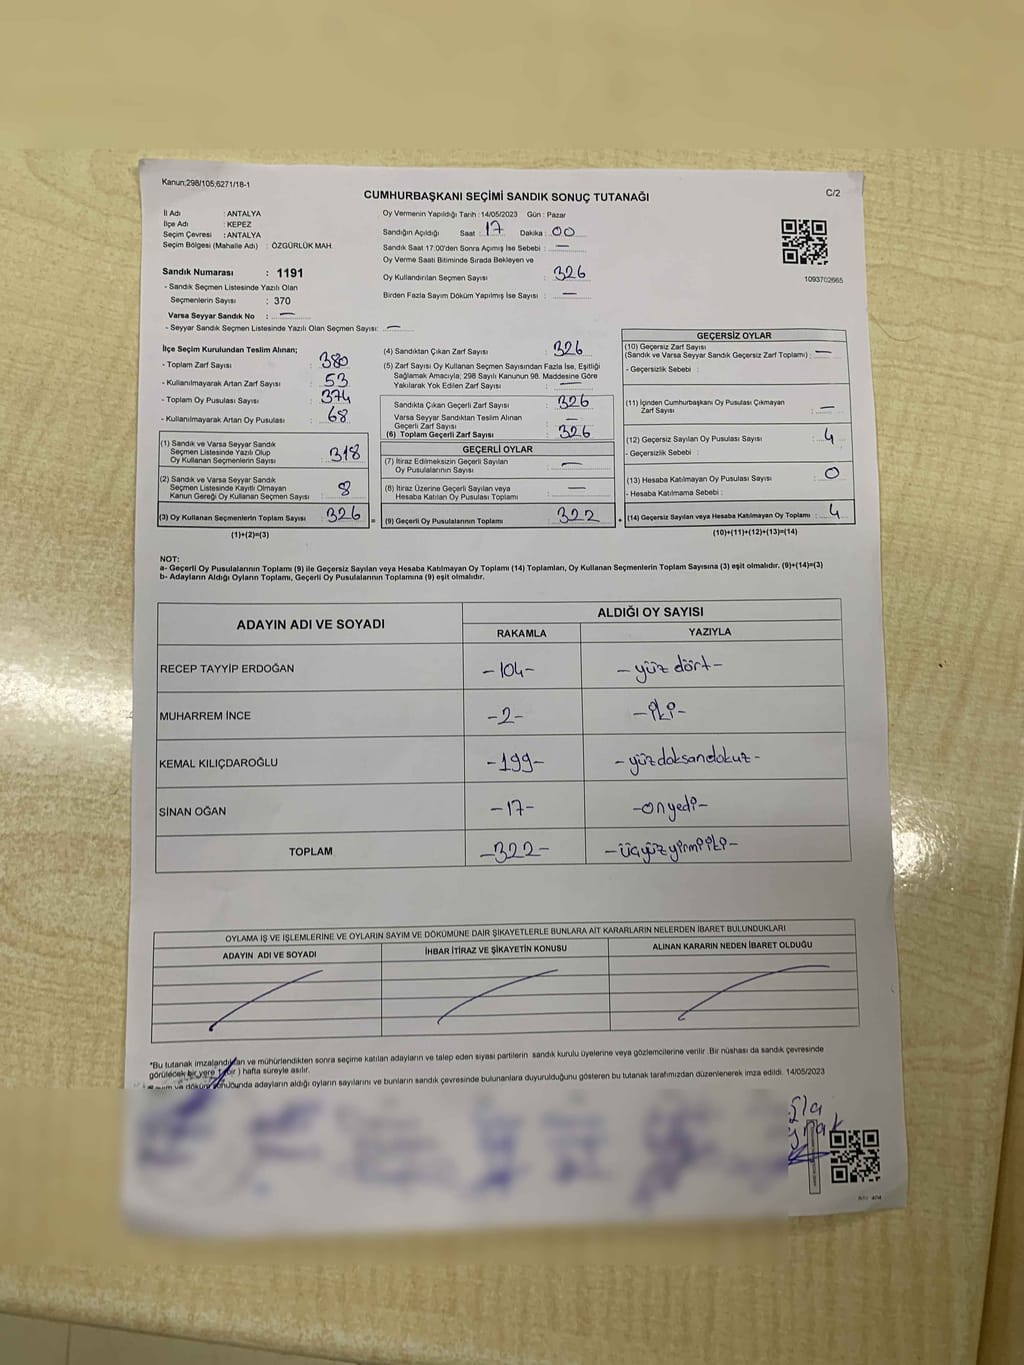 Kanun;298/105,6271/18-1
C/2
CUMHURBAŞKANI SEÇİMİ SANDIK SONUÇ TUTANAĞI
İl Adı : ANTALYA
İlçe Adı : KEPEZ
Seçim Çevresi : ANTALYA
Seçim Bölgesi (Mahalle Adı) : ÖZGÜRLÜK MAH.
Sandık Numarası : 1191
- Sandık Seçmen Listesinde Yazılı Olan
Seçmenlerin Sayısı : 370
Varsa Seyyar Sandık No : —
- Seyyar Sandık Seçmen Listesinde Yazılı Olan Seçmen Sayısı: —
Oy Vermenin Yapıldığı Tarih : 14/05/2023 Gün : Pazar
Sandığın Açıldığı Saat : 17 Dakika : 00
Sandık Saat 17:00'den Sonra Açımış İse Sebebi : —
Oy Verme Saati Bitiminde Sırada Bekleyen ve
Oy Kullandırılan Seçmen Sayısı : 326
Birden Fazla Sayım Döküm Yapılmış İse Sayısı : —
1093702665
İlçe Seçim Kurulundan Teslim Alınan;
- Toplam Zarf Sayısı : 380
- Kullanılmayarak Artan Zarf Sayısı : 53
- Toplam Oy Pusulası Sayısı : 374
- Kullanılmayarak Artan Oy Pusulası : 68
(1) Sandık ve Varsa Seyyar Sandık
Seçmen Listesinde Yazılı Olup
Oy Kullanan Seçmenlerin Sayısı : 318
(2) Sandık ve Varsa Seyyar Sandık
Seçmen Listesinde Kayıtlı Olmayan
Kanun Gereği Oy Kullanan Seçmen Sayısı : 8
(3) Oy Kullanan Seçmenlerin Toplam Sayısı : 326
(1)+(2)=(3)
(4) Sandıktan Çıkan Zarf Sayısı : 326
(5) Zarf Sayısı Oy Kullanan Seçmen Sayısından Fazla İse, Eşitliği
Sağlamak Amacıyla; 298 Sayılı Kanunun 98. Maddesine Göre
Yakılarak Yok Edilen Zarf Sayısı : —
Sandıkta Çıkan Geçerli Zarf Sayısı : 326
Varsa Seyyar Sandıktan Teslim Alınan
Geçerli Zarf Sayısı : —
(6) Toplam Geçerli Zarf Sayısı : 326
GEÇERLİ OYLAR
(7) İtiraz Edilmeksizin Geçerli Sayılan
Oy Pusulalarının Sayısı : —
(8) İtiraz Üzerine Geçerli Sayılan veya
Hesaba Katılan Oy Pusulası Toplamı : —
= (9) Geçerli Oy Pusulalarının Toplamı : 322
GEÇERSİZ OYLAR
(10) Geçersiz Zarf Sayısı
(Sandık ve Varsa Seyyar Sandık Geçersiz Zarf Toplamı) : —
- Geçersizlik Sebebi :
(11) İçinden Cumhurbaşkanı Oy Pusulası Çıkmayan
Zarf Sayısı : —
(12) Geçersiz Sayılan Oy Pusulası Sayısı : 4
- Geçersizlik Sebebi :
(13) Hesaba Katılmayan Oy Pusulası Sayısı : 0
- Hesaba Katılmama Sebebi :
+ (14) Geçersiz Sayılan veya Hesaba Katılmayan Oy Toplamı : 4
(10)+(11)+(12)+(13)=(14)
NOT:
a- Geçerli Oy Pusulalarının Toplamı (9) ile Geçersiz Sayılan veya Hesaba Katılmayan Oy Toplamı (14) Toplamları, Oy Kullanan Seçmenlerin Toplam Sayısına (3) eşit olmalıdır. (9)+(14)=(3)
b- Adayların Aldığı Oyların Toplamı, Geçerli Oy Pusulalarının Toplamına (9) eşit olmalıdır.
ADAYIN ADI VE SOYADI
ALDIĞI OY SAYISI
RAKAMLA YAZIYLA
RECEP TAYYİP ERDOĞAN -104- -yüz dört-
MUHARREM İNCE -2- -iki-
KEMAL KILIÇDAROĞLU -199- -yüzdoksandokuz-
SİNAN OĞAN -17- -onyedi-
TOPLAM -322- -üçyüzyirmiiki-
OYLAMA İŞ VE İŞLEMLERİNE VE OYLARIN SAYIM VE DÖKÜMÜNE DAİR ŞİKAYETLERLE BUNLARA AİT KARARLARIN NELERDEN İBARET BULUNDUKLARI
ADAYIN ADI VE SOYADI İHBAR İTİRAZ VE ŞİKAYETİN KONUSU ALINAN KARARIN NEDEN İBARET OLDUĞU
*Bu tutanak imzalandıktan ve mühürlendikten sonra seçime katılan adayların ve talep eden siyasi partilerin sandık kurulu üyelerine veya gözlemcilerine verilir .Bir nüshası da sandık çevresinde
görülecek bir yere 1 (bir ) hafta süreyle asılır.
dökümü sonucunda adayların aldığı oyların sayılarını ve bunların sandık çevresinde bulunanlara duyurulduğunu gösteren bu tutanak tarafımızdan düzenlenerek imza edildi. 14/05/2023